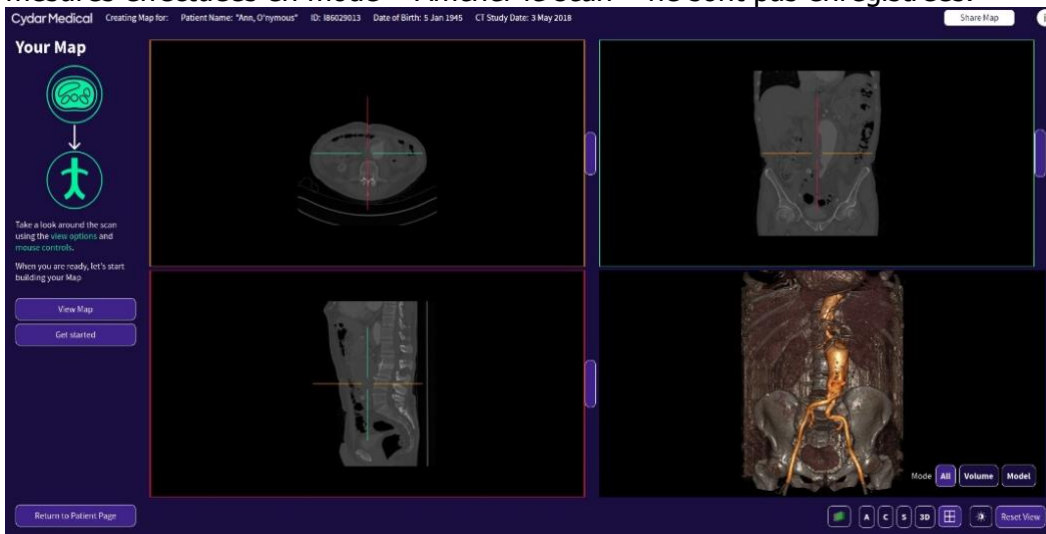 mesures effectuées en mode « Afficher le scan » ne sont pas enregistrées.
Cydar Medical Creating Map for: Patient Name: "Ann, O'nymous" ID: I86029013 Date of Birth: 5 Jan 1945 CT Study Date: 3 May 2018 Share Map
Your Map
Take a look around the scan
using the view options and
mouse controls.
When you are ready, let's start
building your Map
View Map
Get started
Mode All Volume Model
Return to Patient Page
A C S 3D Reset View